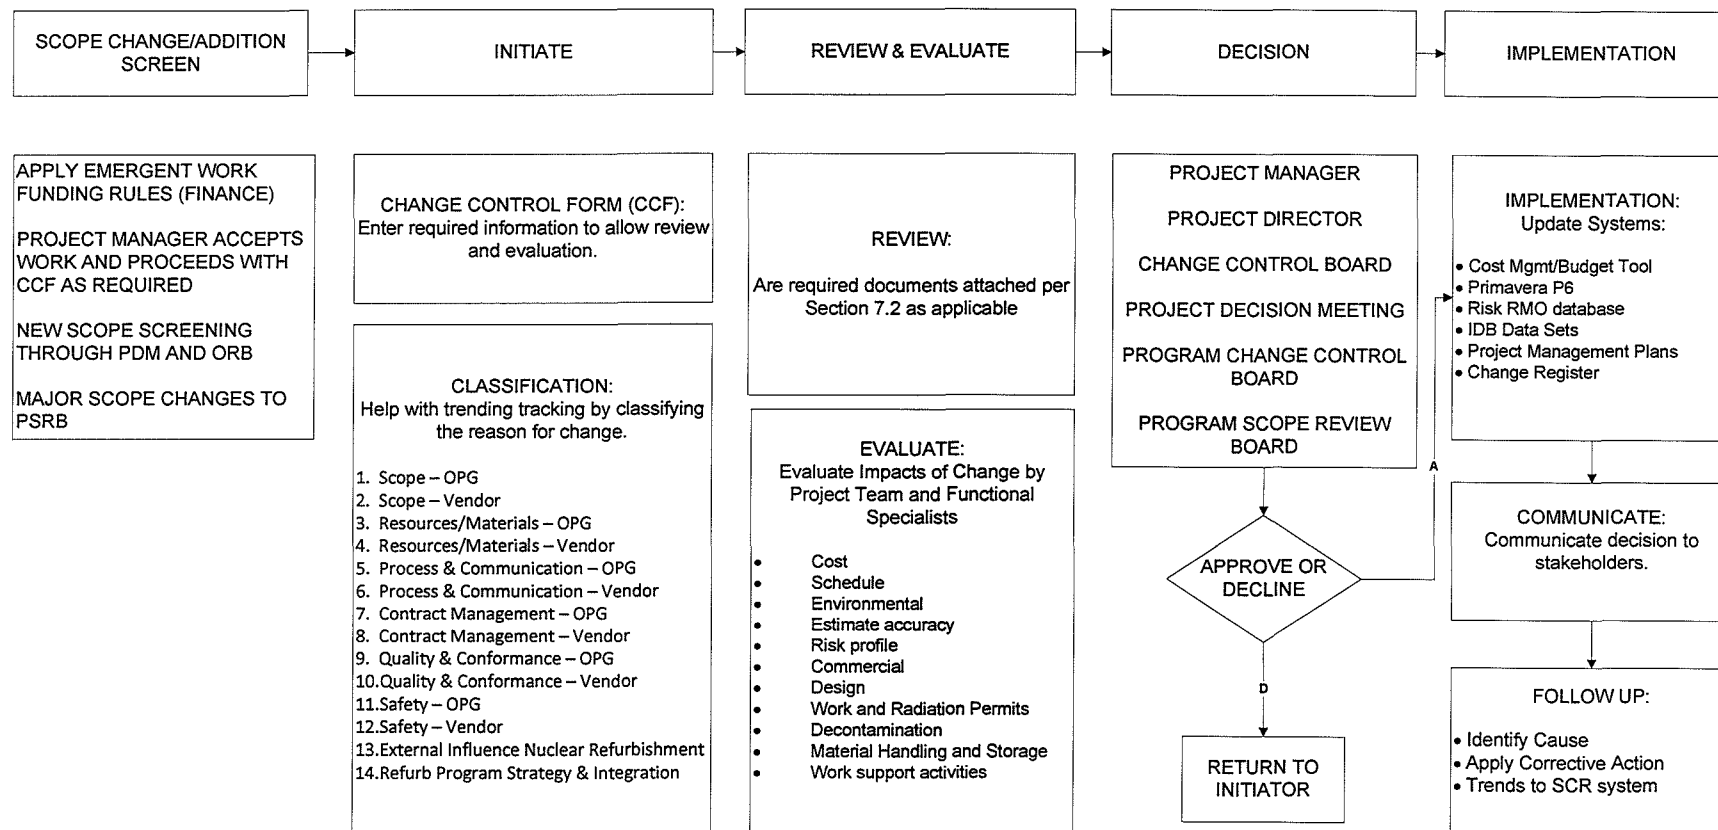 SCOPE CHANGE/ADDITION
SCREEN
INITIATE
REVIEW & EVALUATE
DECISION
IMPLEMENTATION
APPLY EMERGENT WORK
FUNDING RULES (FINANCE)
PROJECT MANAGER ACCEPTS
WORK AND PROCEEDS WITH
CCF AS REQUIRED
NEW SCOPE SCREENING
THROUGH PDM AND ORB
MAJOR SCOPE CHANGES TO
PSRB
CHANGE CONTROL FORM (CCF):
Enter required information to allow review
and evaluation.
CLASSIFICATION:
Help with trending tracking by classifying
the reason for change.
1. Scope – OPG
2. Scope – Vendor
3. Resources/Materials – OPG
4. Resources/Materials – Vendor
5. Process & Communication – OPG
6. Process & Communication – Vendor
7. Contract Management – OPG
8. Contract Management – Vendor
9. Quality & Conformance – OPG
10.Quality & Conformance – Vendor
11.Safety – OPG
12.Safety – Vendor
13.External Influence Nuclear Refurbishment
14.Refurb Program Strategy & Integration
REVIEW:
Are required documents attached per
Section 7.2 as applicable
EVALUATE:
Evaluate Impacts of Change by
Project Team and Functional
Specialists
• Cost
• Schedule
• Environmental
• Estimate accuracy
• Risk profile
• Commercial
• Design
• Work and Radiation Permits
• Decontamination
• Material Handling and Storage
• Work support activities
PROJECT MANAGER
PROJECT DIRECTOR
CHANGE CONTROL BOARD
PROJECT DECISION MEETING
PROGRAM CHANGE CONTROL
BOARD
PROGRAM SCOPE REVIEW
BOARD
APPROVE OR
DECLINE
A
D
RETURN TO
INITIATOR
IMPLEMENTATION:
Update Systems:
• Cost Mgmt/Budget Tool
• Primavera P6
• Risk RMO database
• IDB Data Sets
• Project Management Plans
• Change Register
COMMUNICATE:
Communicate decision to
stakeholders.
FOLLOW UP:
• Identify Cause
• Apply Corrective Action
• Trends to SCR system